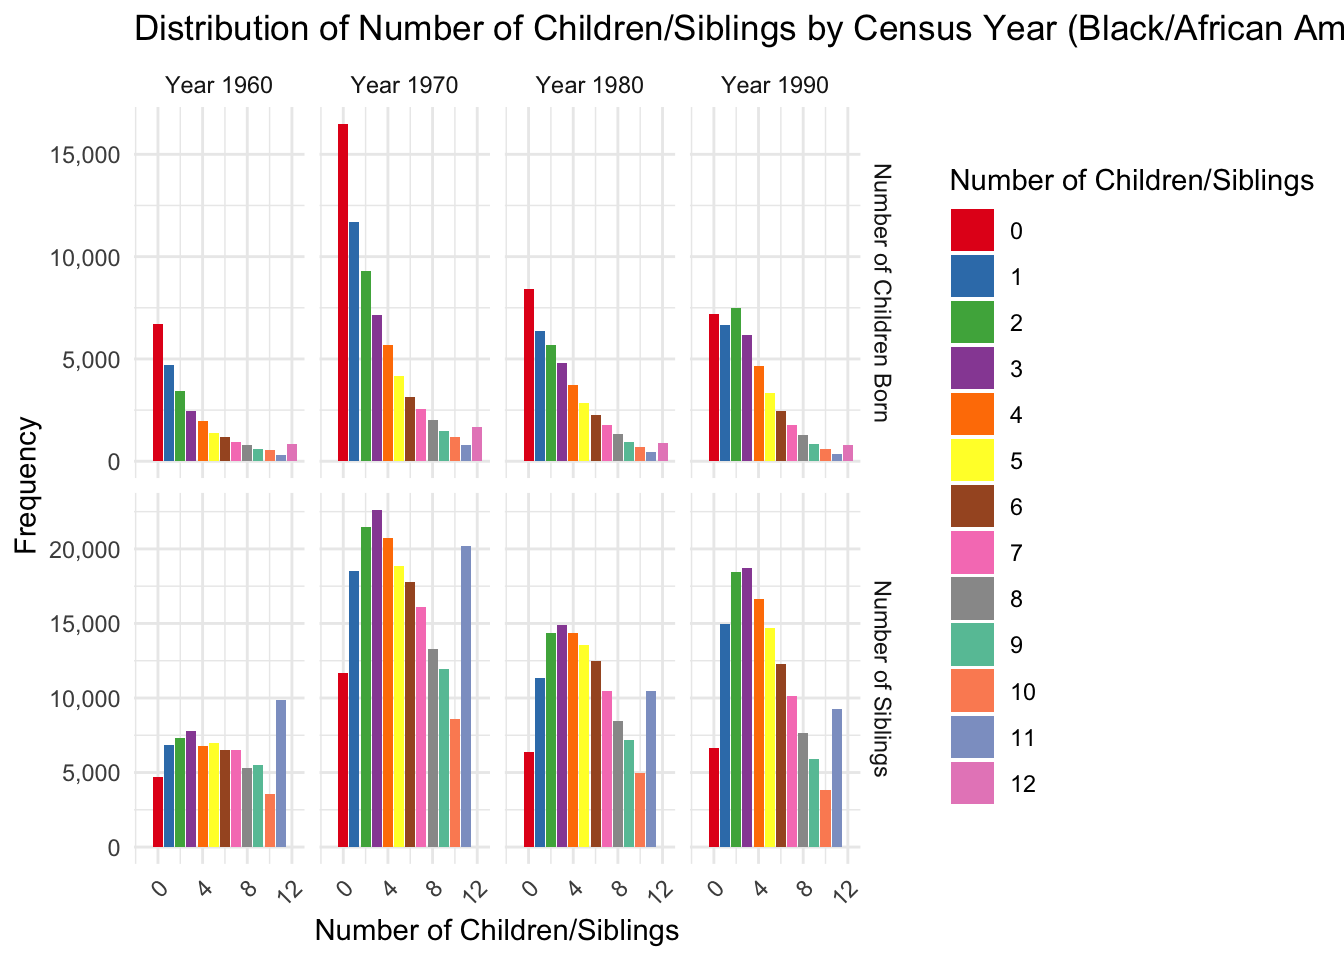 Distribution of Number of Children/Siblings by Census Year (Black/African Am
Year 1960
Year 1970
Year 1980
Year 1990
15,000
10,000
5,000
0
Number of Children Born
20,000
15,000
10,000
5,000
0
Number of Siblings
Frequency
0 4 8 12
0 4 8 12
0 4 8 12
0 4 8 12
Number of Children/Siblings
Number of Children/Siblings
0
1
2
3
4
5
6
7
8
9
10
11
12